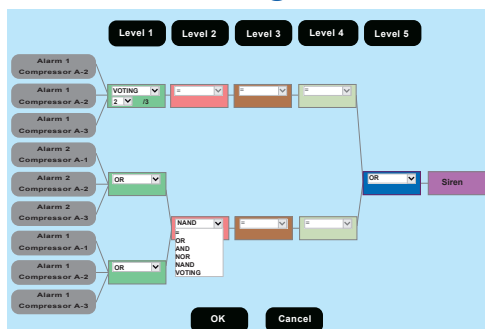 Level 1 Level 2 Level 3 Level 4 Level 5
Alarm 1
Compressor A-2
Alarm 1
Compressor A-2
Alarm 1
Compressor A-3
VOTING
2 /3
=
=
=
Alarm 2
Compressor A-1
Alarm 2
Compressor A-2
Alarm 2
Compressor A-3
OR
OR
Siren
Alarm 1
Compressor A-1
Alarm 1
Compressor A-2
Alarm 1
Compressor A-3
OR
NAND
=
OR
AND
NOR
NAND
VOTING
=
=
OK Cancel